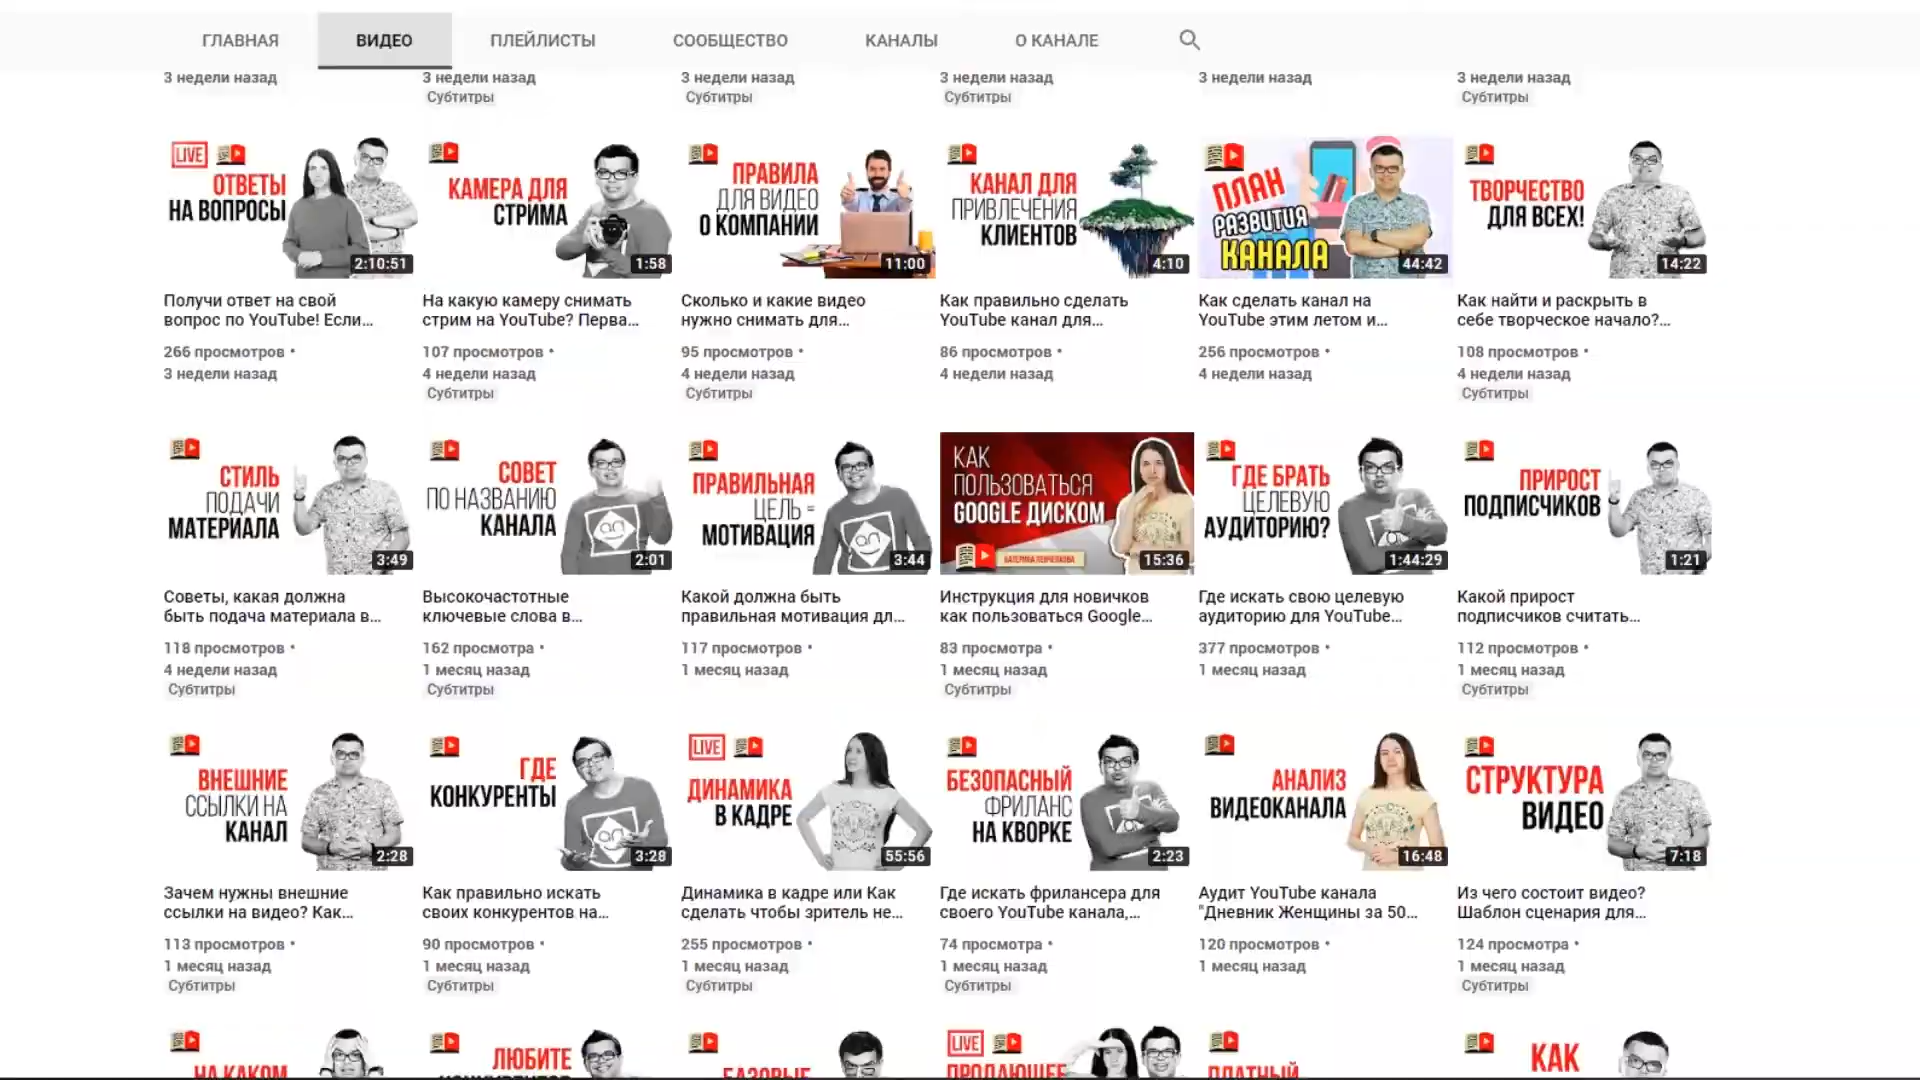 ГЛАВНАЯ ВИДЕО ПЛЕЙЛИСТЫ СООБЩЕСТВО КАНАЛЫ О КАНАЛЕ
3 недели назад 3 недели назад 3 недели назад 3 недели назад 3 недели назад 3 недели назад
Субтитры Субтитры Субтитры Субтитры
LIVE
ОТВЕТЫ
НА ВОПРОСЫ
2:10:51
Получи ответ на свой
вопрос по YouTube! Если...
266 просмотров •
3 недели назад
КАМЕРА ДЛЯ
СТРИМА
1:58
На какую камеру снимать
стрим на YouTube? Перва...
107 просмотров •
4 недели назад
Субтитры
ПРАВИЛА
ДЛЯ ВИДЕО
О КОМПАНИИ
11:00
Сколько и какие видео
нужно снимать для...
95 просмотров •
4 недели назад
Субтитры
КАНАЛ ДЛЯ
ПРИВЛЕЧЕНИЯ
КЛИЕНТОВ
4:10
Как правильно сделать
YouTube канал для...
86 просмотров •
4 недели назад
ПЛАН
РАЗВИТИЯ
КАНАЛА
44:42
Как сделать канал на
YouTube этим летом и...
256 просмотров •
4 недели назад
ТВОРЧЕСТВО
ДЛЯ ВСЕХ!
14:22
Как найти и раскрыть в
себе творческое начало?...
108 просмотров •
4 недели назад
Субтитры
СТИЛЬ
ПОДАЧИ
МАТЕРИАЛА
3:49
Советы, какая должна
быть подача материала в...
118 просмотров •
4 недели назад
Субтитры
СОВЕТ
ПО НАЗВАНИЮ
КАНАЛА
2:01
Высокочастотные
ключевые слова в...
162 просмотра •
1 месяц назад
Субтитры
ПРАВИЛЬНАЯ
ЦЕЛЬ =
МОТИВАЦИЯ
3:44
Какой должна быть
правильная мотивация дл...
117 просмотров •
1 месяц назад
КАК
ПОЛЬЗОВАТЬСЯ
GOOGLE ДИСКОМ
15:36
Инструкция для новичков
как пользоваться Google...
83 просмотра •
1 месяц назад
Субтитры
ГДЕ БРАТЬ
ЦЕЛЕВУЮ
АУДИТОРИЮ?
1:44:29
Где искать свою целевую
аудиторию для YouTube...
377 просмотров •
1 месяц назад
ПРИРОСТ
ПОДПИСЧИКОВ
1:21
Какой прирост
подписчиков считать...
112 просмотров •
1 месяц назад
Субтитры
ВНЕШНИЕ
ССЫЛКИ НА
КАНАЛ
2:28
Зачем нужны внешние
ссылки на видео? Как...
113 просмотров •
1 месяц назад
Субтитры
ГДЕ
КОНКУРЕНТЫ
3:28
Как правильно искать
своих конкурентов на...
90 просмотров •
1 месяц назад
Субтитры
LIVE
ДИНАМИКА
В КАДРЕ
55:56
Динамика в кадре или Как
сделать чтобы зритель не...
255 просмотров •
1 месяц назад
Субтитры
БЕЗОПАСНЫЙ
ФРИЛАНС
НА КВОРКЕ
2:23
Где искать фрилансера для
своего YouTube канала,...
74 просмотра •
1 месяц назад
Субтитры
АНАЛИЗ
ВИДЕОКАНАЛА
16:48
Аудит YouTube канала
"Дневник Женщины за 50...
120 просмотров •
1 месяц назад
СТРУКТУРА
ВИДЕО
7:18
Из чего состоит видео?
Шаблон сценария для...
124 просмотра •
1 месяц назад
Субтитры
НА КАКОМ
ЛЮБИТЕ
КОНКУРЕНТОВ
БАЗОВЫЕ
LIVE
ПРОДАЮЩЕЕ
ПЛАТНЫЙ
КАК